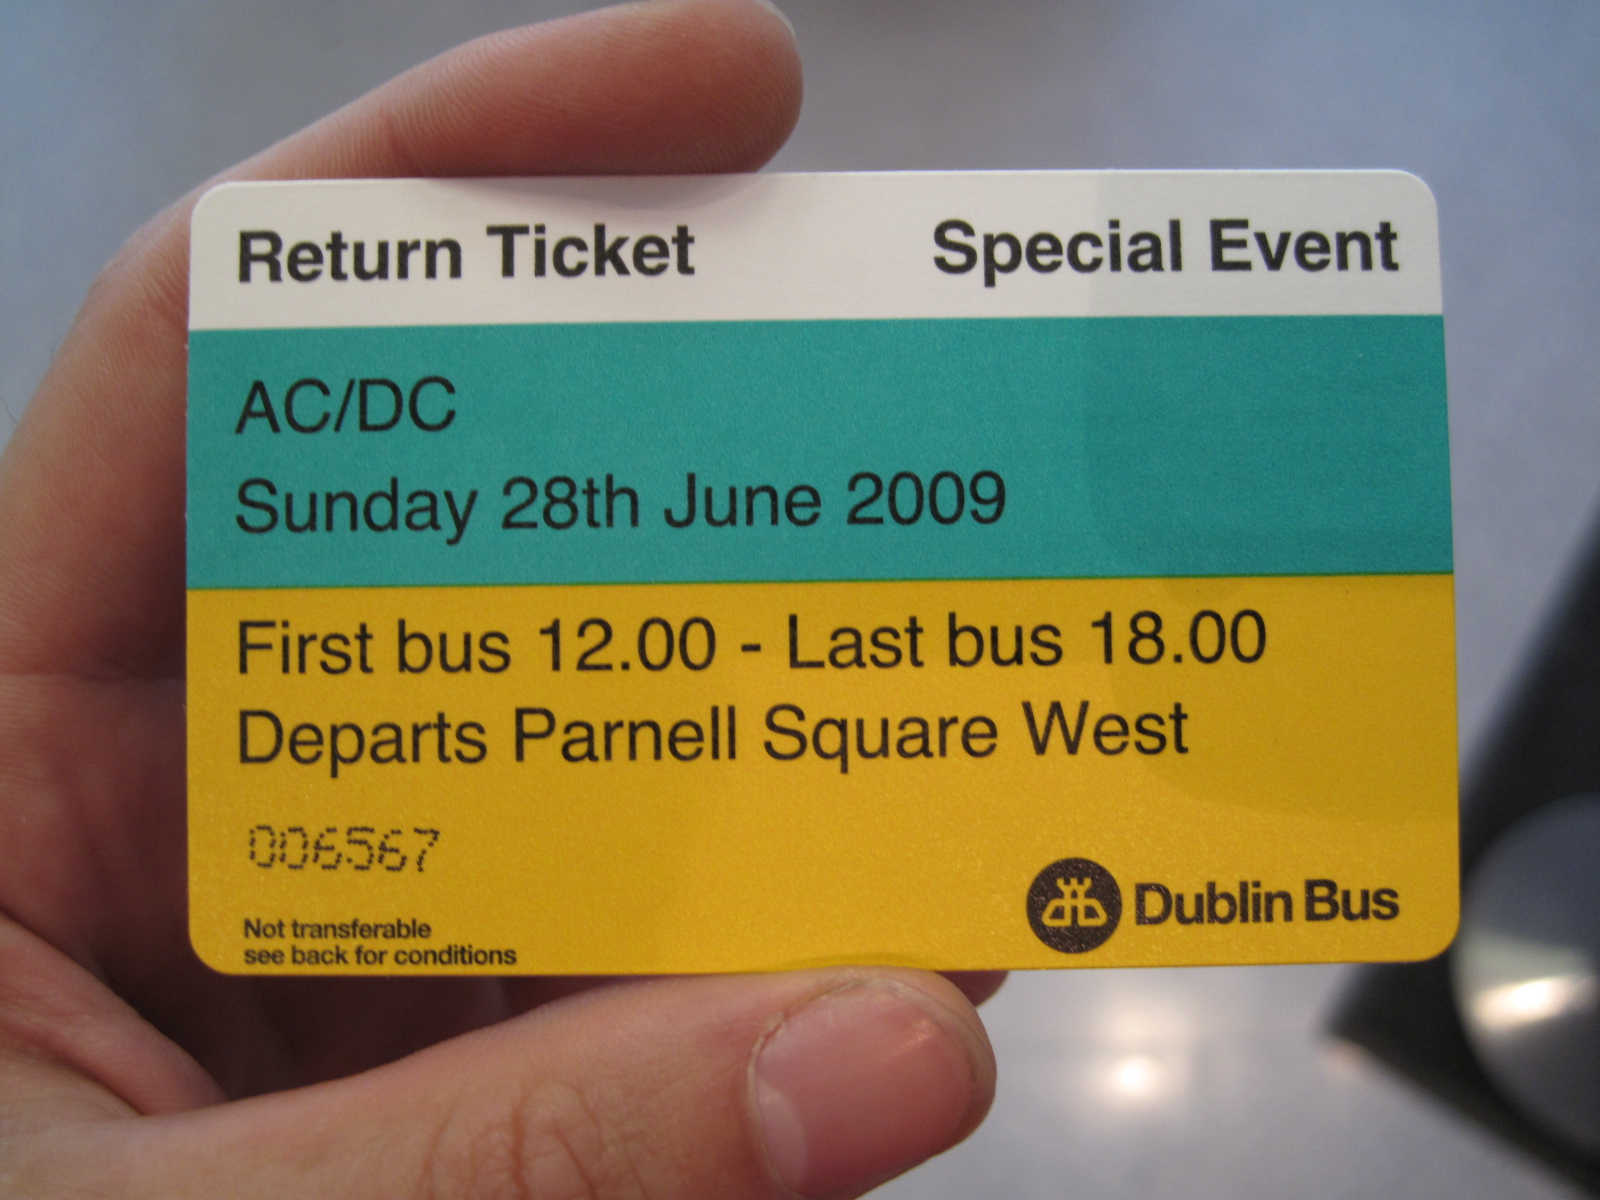 Return Ticket Special Event
AC/DC
Sunday 28th June 2009
First bus 12.00 - Last bus 18.00
Departs Parnell Square West
006567
Not transferable
see back for conditions
Dublin Bus